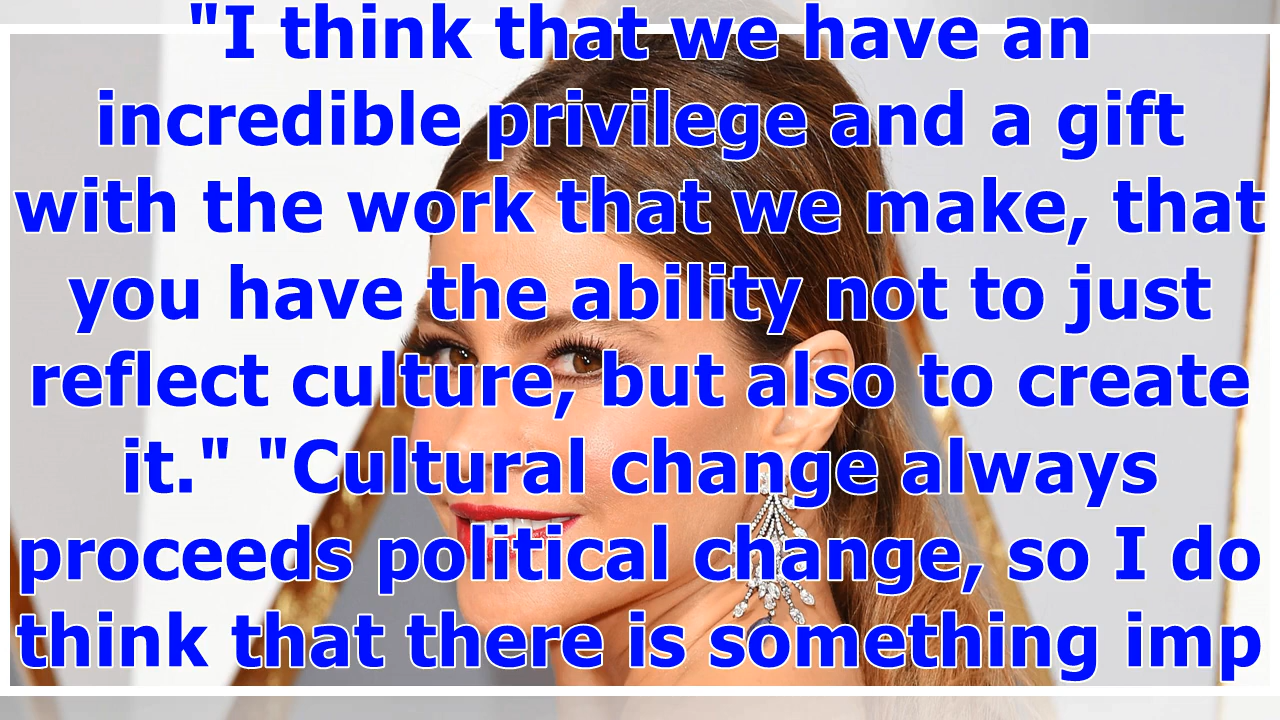 "I think that we have an
incredible privilege and a gift
with the work that we make, that
you have the ability not to just
reflect culture, but also to create
it." "Cultural change always
proceeds political change, so I do
think that there is something imp